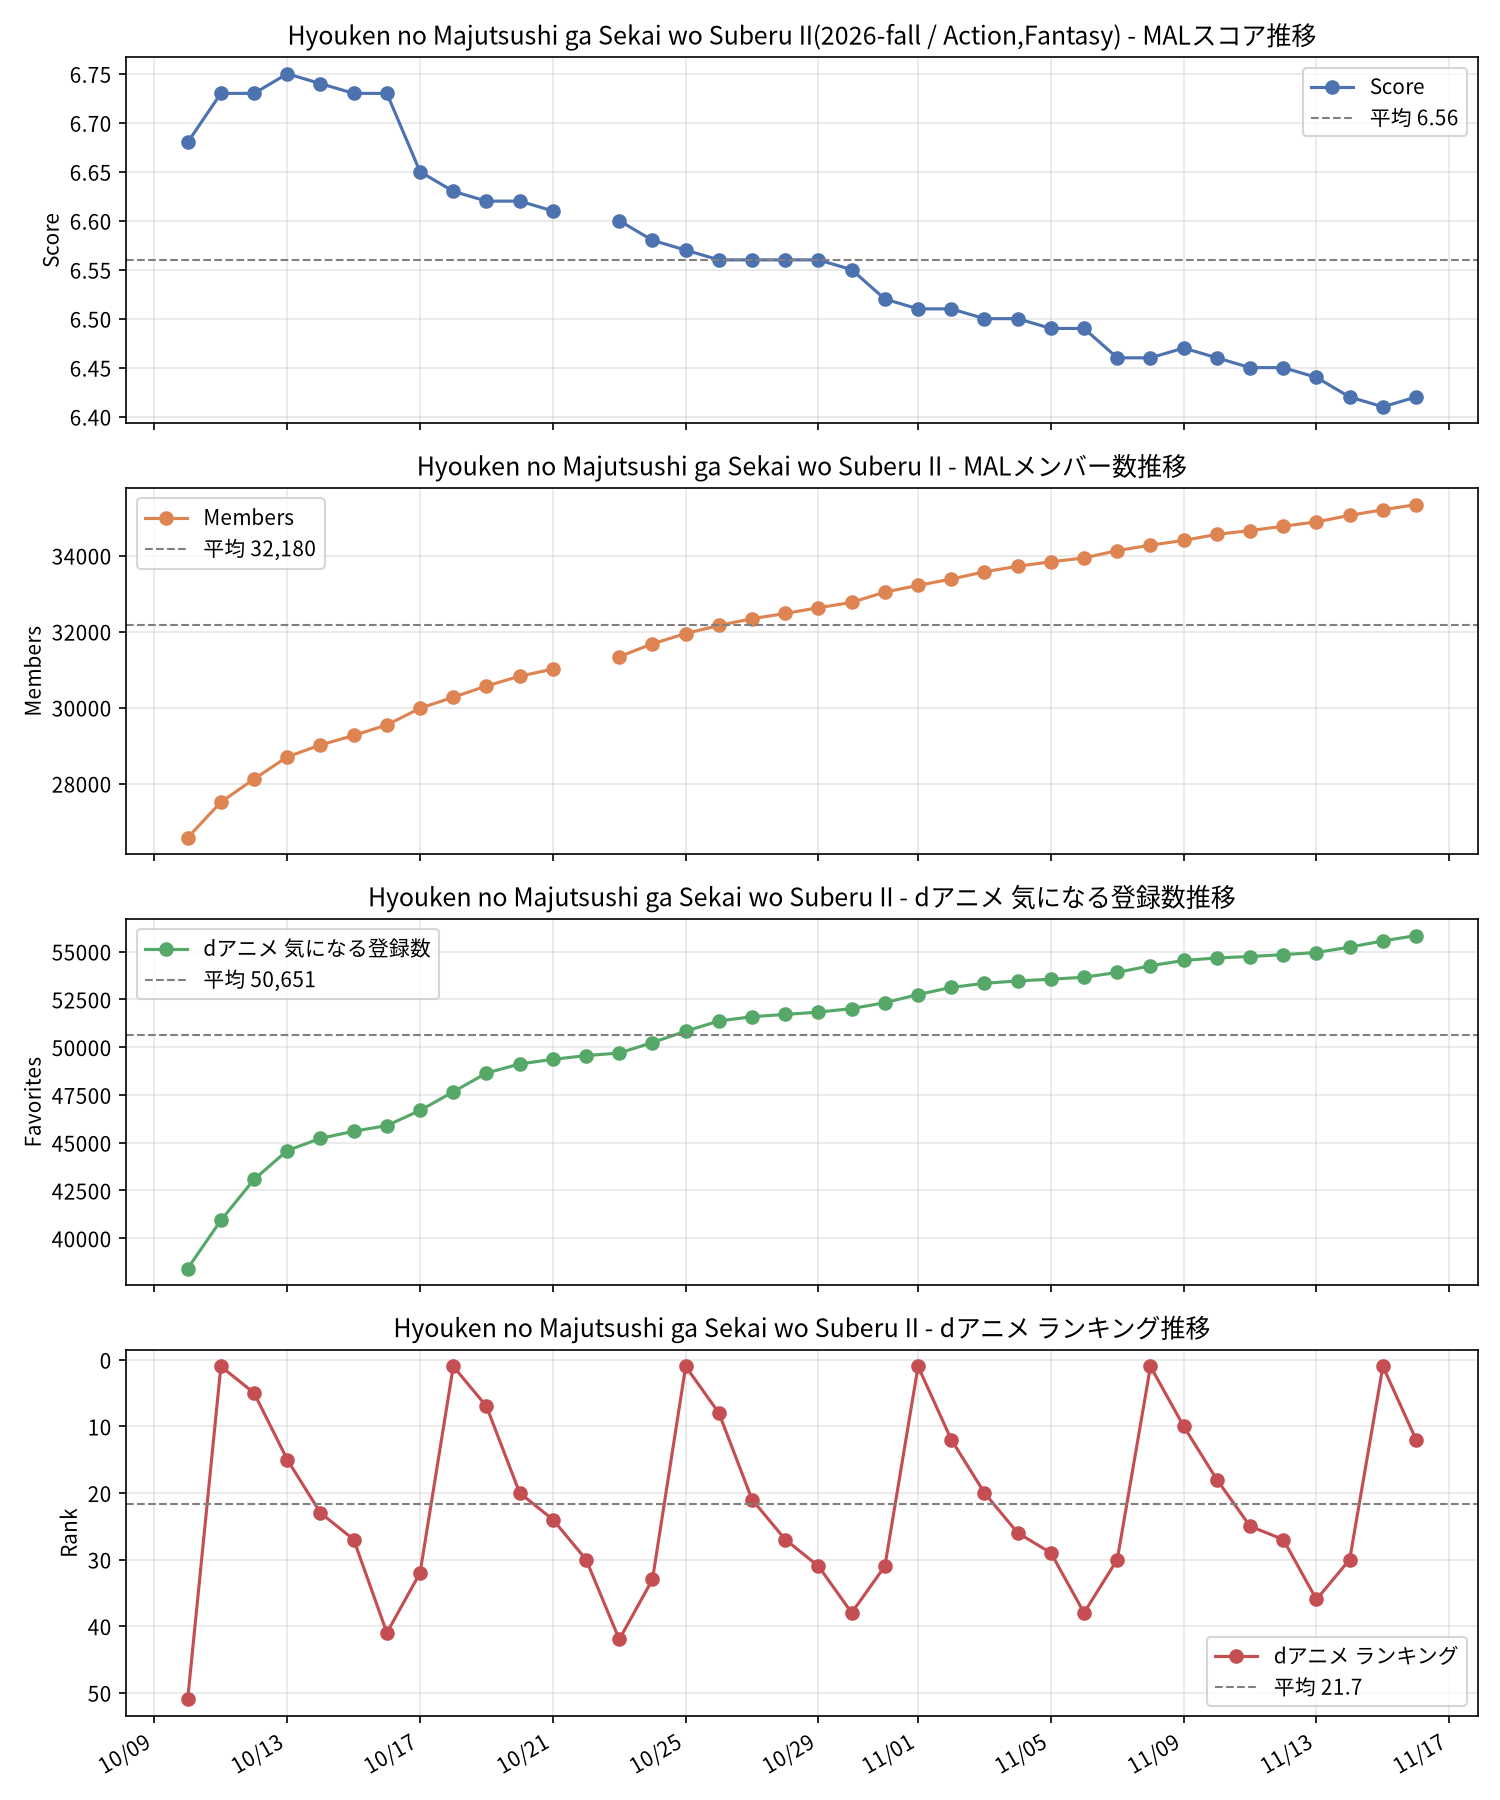 Hyouken no Majutsushi ga Sekai wo Suberu II(2026-fall / Action,Fantasy) - MALスコア推移
6.75
6.70
6.65
6.60
6.55
6.50
6.45
6.40
Score
Score
平均 6.56
Hyouken no Majutsushi ga Sekai wo Suberu II - MALメンバー数推移
34000
32000
30000
28000
Members
Members
平均 32,180
Hyouken no Majutsushi ga Sekai wo Suberu II - dアニメ 気になる登録数推移
55000
52500
50000
47500
45000
42500
40000
Favorites
dアニメ 気になる登録数
平均 50,651
Hyouken no Majutsushi ga Sekai wo Suberu II - dアニメ ランキング推移
0
10
20
30
40
50
Rank
dアニメ ランキング
平均 21.7
10/09
10/13
10/17
10/21
10/25
10/29
11/01
11/05
11/09
11/13
11/17